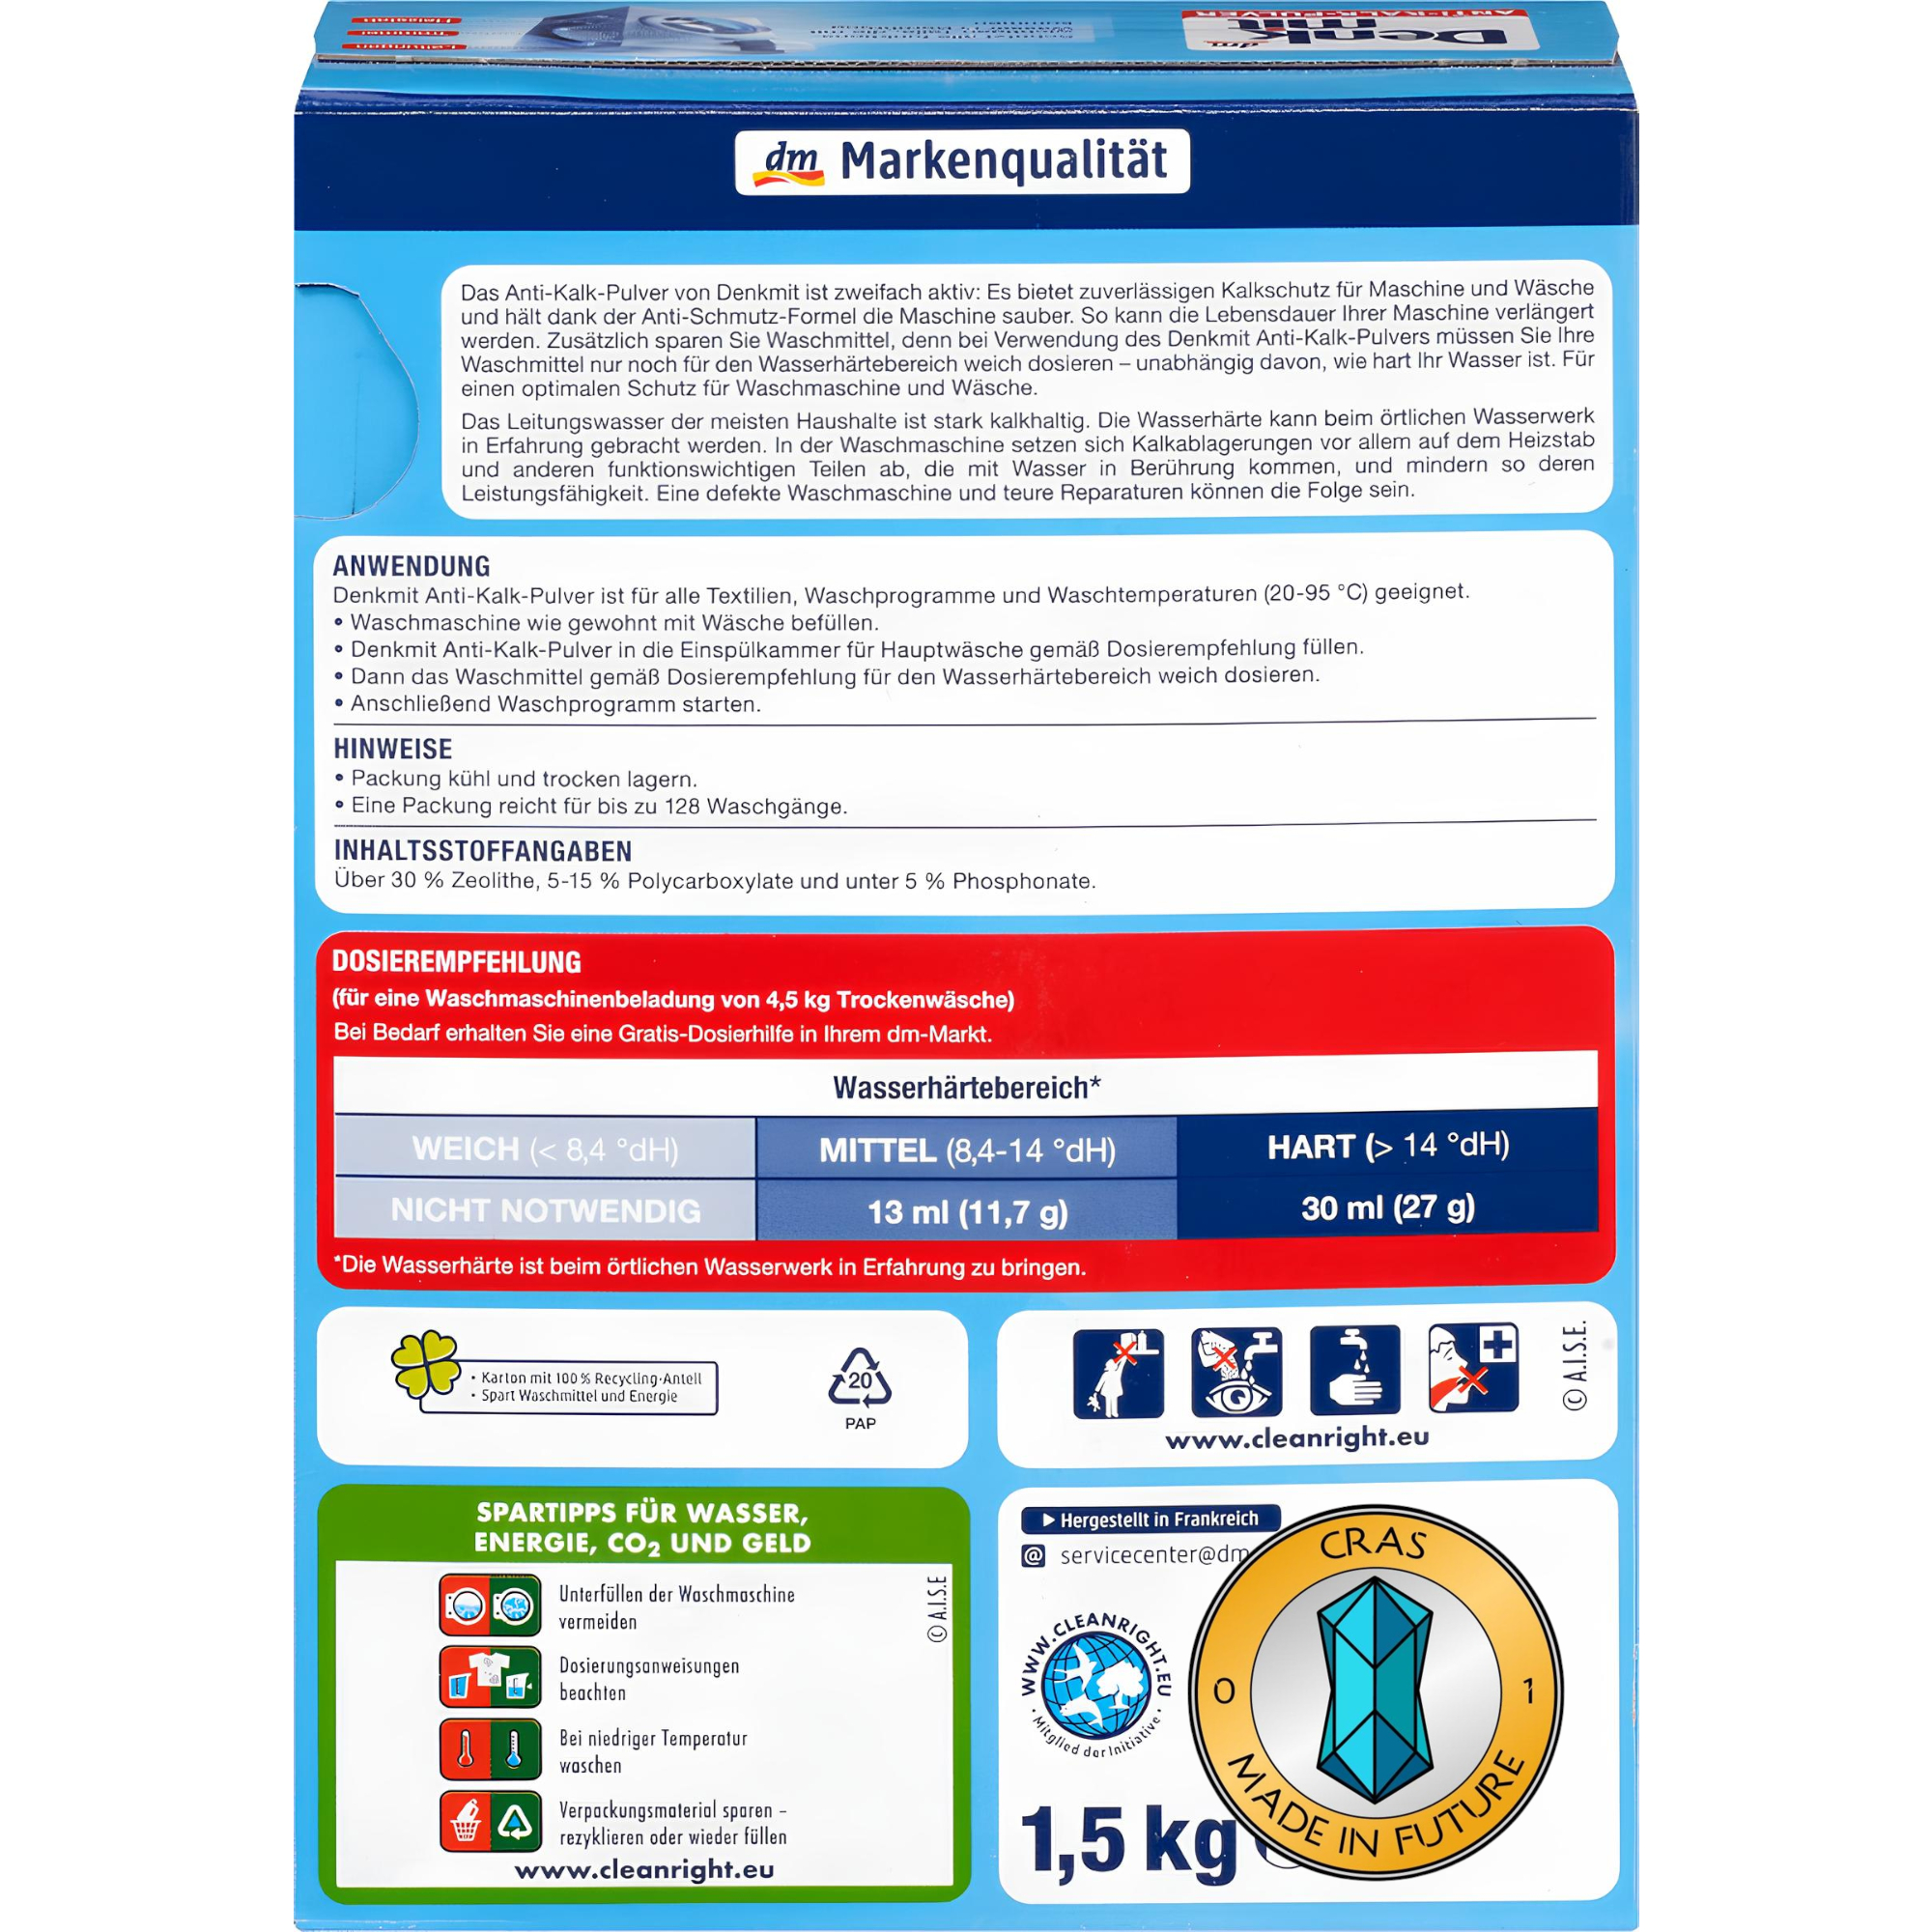 Denk
mit
dm
ANTI-KALK-PULVER
dm Markenqualität
Das Anti-Kalk-Pulver von Denkmit ist zweifach aktiv: Es bietet zuverlässigen Kalkschutz für Maschine und Wäsche
und hält dank der Anti-Schmutz-Formel die Maschine sauber. So kann die Lebensdauer Ihrer Maschine verlängert
werden. Zusätzlich sparen Sie Waschmittel, denn bei Verwendung des Denkmit Anti-Kalk-Pulvers müssen Sie Ihre
Waschmittel nur noch für den Wasserhärtebereich weich dosieren – unabhängig davon, wie hart Ihr Wasser ist. Für
einen optimalen Schutz für Waschmaschine und Wäsche.
Das Leitungswasser der meisten Haushalte ist stark kalkhaltig. Die Wasserhärte kann beim örtlichen Wasserwerk
in Erfahrung gebracht werden. In der Waschmaschine setzen sich Kalkablagerungen vor allem auf dem Heizstab
und anderen funktionswichtigen Teilen ab, die mit Wasser in Berührung kommen, und mindern so deren
Leistungsfähigkeit. Eine defekte Waschmaschine und teure Reparaturen können die Folge sein.
ANWENDUNG
Denkmit Anti-Kalk-Pulver ist für alle Textilien, Waschprogramme und Waschtemperaturen (20-95 °C) geeignet.
• Waschmaschine wie gewohnt mit Wäsche befüllen.
• Denkmit Anti-Kalk-Pulver in die Einspülkammer für Hauptwäsche gemäß Dosierempfehlung füllen.
• Dann das Waschmittel gemäß Dosierempfehlung für den Wasserhärtebereich weich dosieren.
• Anschließend Waschprogramm starten.
HINWEISE
• Packung kühl und trocken lagern.
• Eine Packung reicht für bis zu 128 Waschgänge.
INHALTSSTOFFANGABEN
Über 30 % Zeolithe, 5-15 % Polycarboxylate und unter 5 % Phosphonate.
DOSIEREMPFEHLUNG
(für eine Waschmaschinenbeladung von 4,5 kg Trockenwäsche)
Bei Bedarf erhalten Sie eine Gratis-Dosierhilfe in Ihrem dm-Markt.
Wasserhärtebereich*
WEICH (< 8,4 °dH) MITTEL (8,4-14 °dH) HART (> 14 °dH)
NICHT NOTWENDIG 13 ml (11,7 g) 30 ml (27 g)
*Die Wasserhärte ist beim örtlichen Wasserwerk in Erfahrung zu bringen.
• Karton mit 100 % Recycling-Anteil
• Spart Waschmittel und Energie
20
PAP
© A.I.S.E.
www.cleanright.eu
SPARTIPPS FÜR WASSER,
ENERGIE, CO₂ UND GELD
Unterfüllen der Waschmaschine
vermeiden
Dosierungsanweisungen
beachten
Bei niedriger Temperatur
waschen
Verpackungsmaterial sparen –
rezyklieren oder wieder füllen
www.cleanright.eu
© A.I.S.E
Hergestellt in Frankreich
@ servicecenter@dm
WWW.CLEANRIGHT.EU
• Mitglied der Initiative •
1,5 kg
CRAS
0 1
MADE IN FUTURE